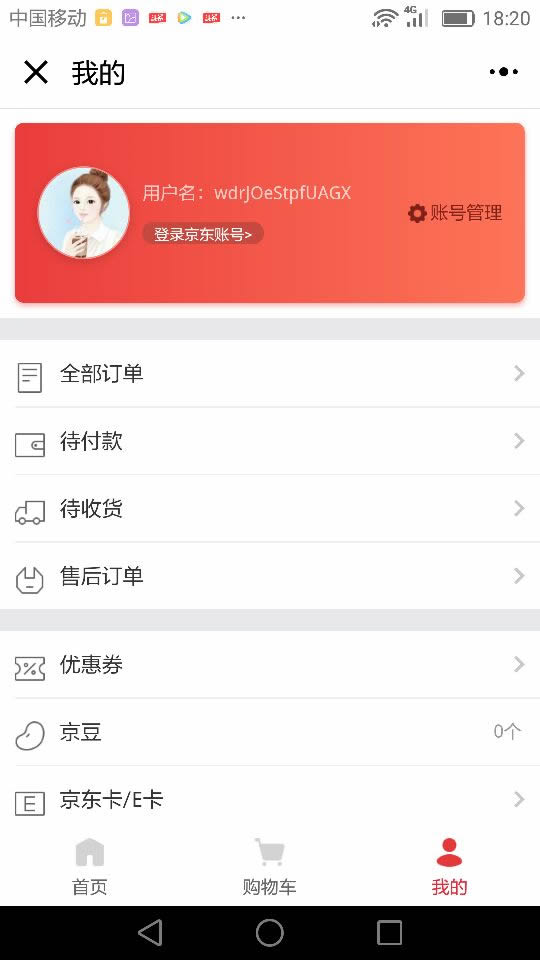 中国移动
4G
18:20
我的
用户名：wdrJOeStpfUAGX
登录京东账号>
账号管理
全部订单
待付款
待收货
售后订单
优惠券
京豆
0个
E
京东卡/E卡
首页
购物车
我的